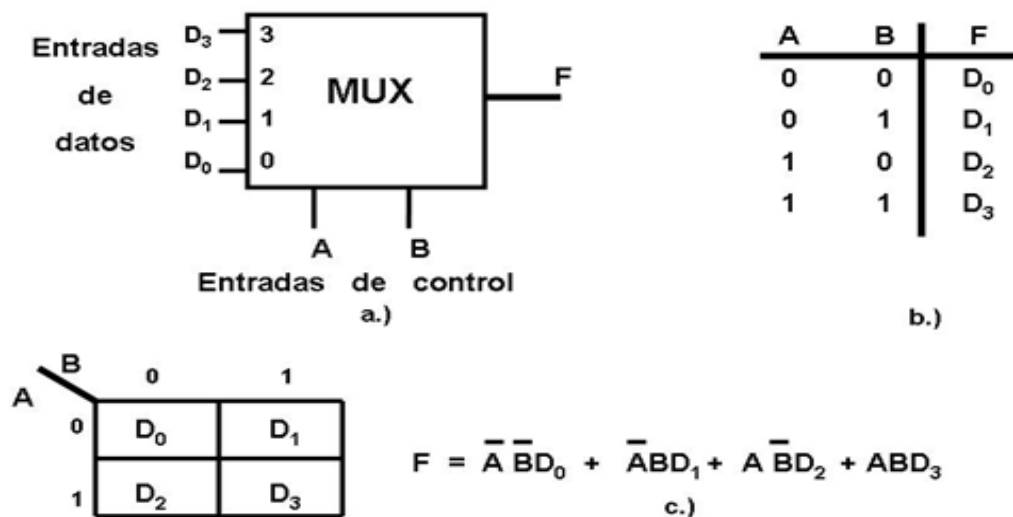 Entradas
de
datos
D₃ 3
D₂ 2
D₁ 1
D₀ 0
MUX
F
A B
Entradas de control
a.)
A B F
0 0 D₀
0 1 D₁
1 0 D₂
1 1 D₃
b.)
B
A
0 1
0 D₀ D₁
1 D₂ D₃
F = A̅ B̅D₀ + A̅BD₁ + A B̅D₂ + ABD₃
c.)